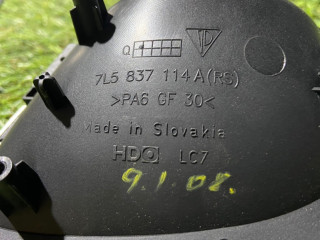 Q
7L5 837 114A(RS)
>PA6 GF 30<
Made in Slovakia
HDO LC7
9.1.08.